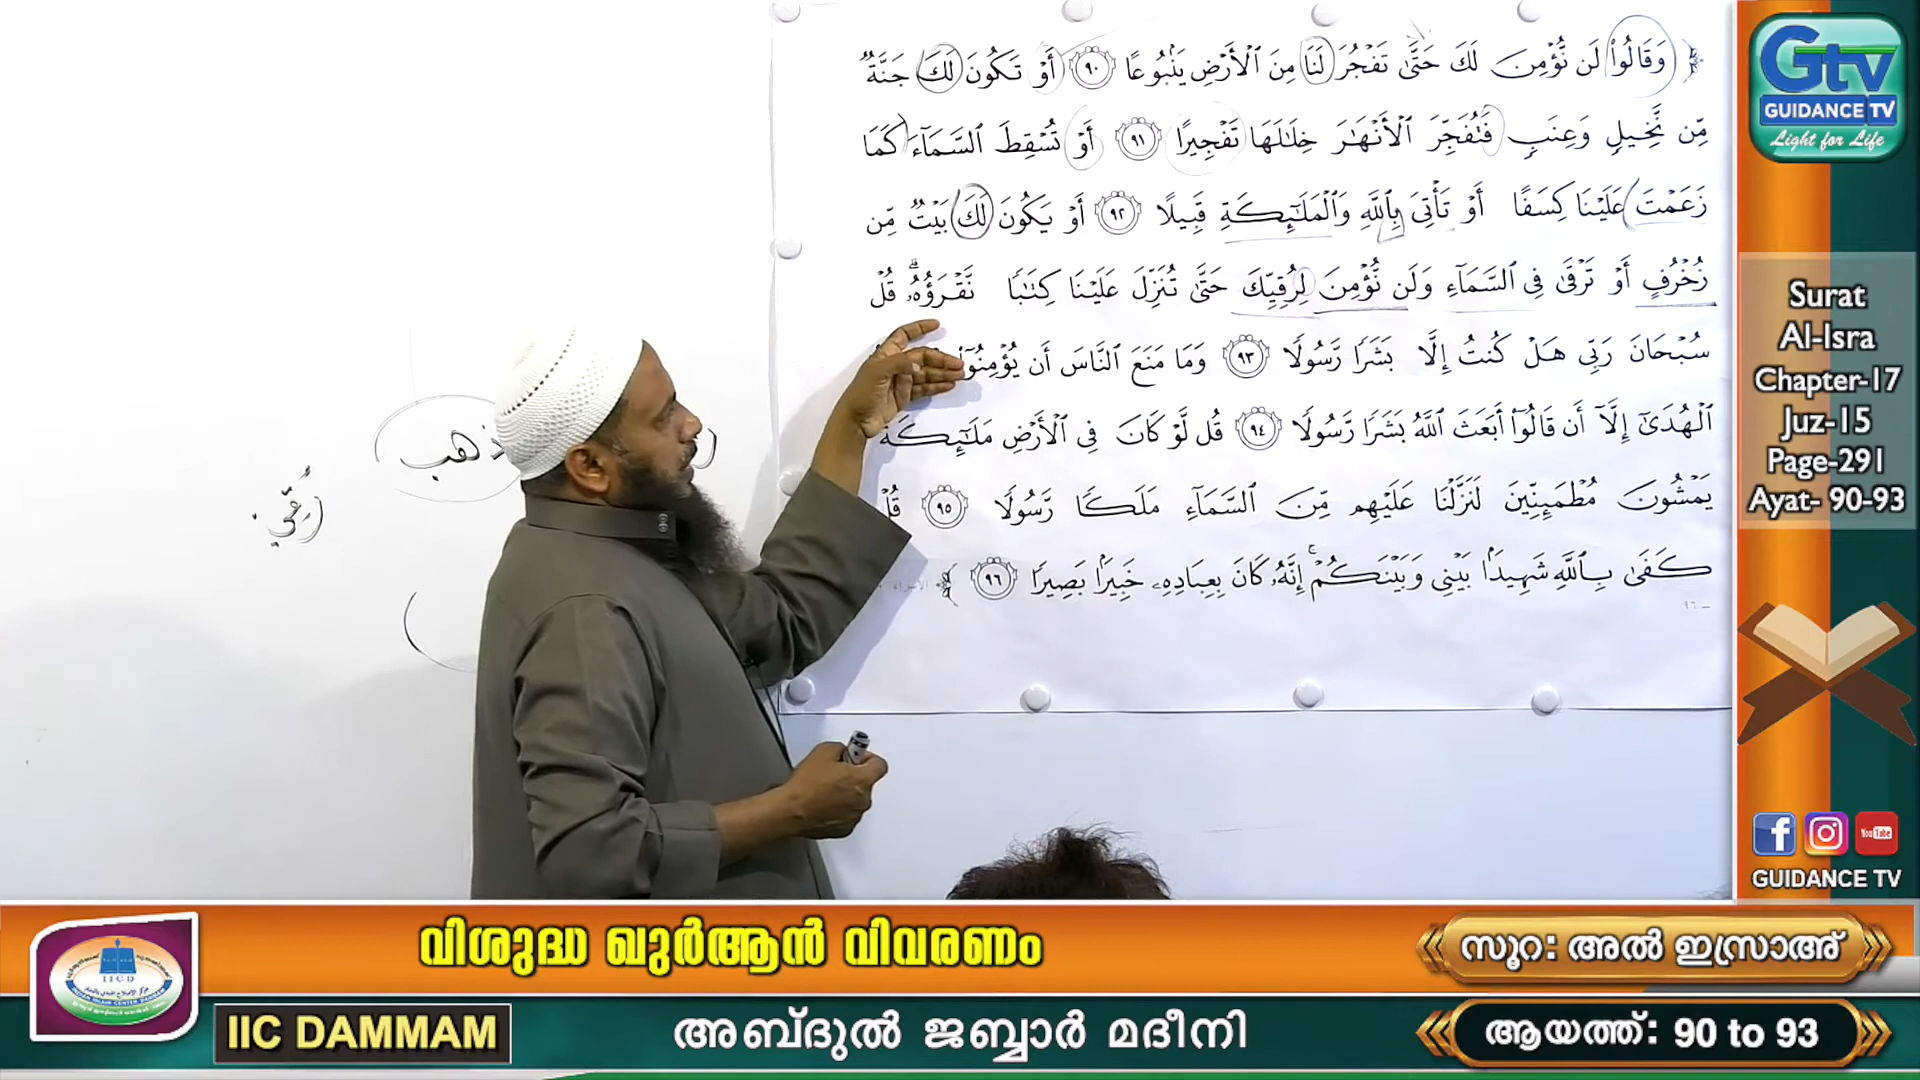 ﴿ وَقَالُوا۟ لَن نُّؤْمِنَ لَكَ حَتَّىٰ تَفْجُرَ لَنَا مِنَ ٱلْأَرْضِ يَنۢبُوعًا ٩٠ أَوْ تَكُونَ لَكَ جَنَّةٌ
مِّن نَّخِيلٍ وَعِنَبٍ فَتُفَجِّرَ ٱلْأَنْهَٰرَ خِلَٰلَهَا تَفْجِيرًا ٩١ أَوْ تُسْقِطَ ٱلسَّمَآءَ كَمَا
زَعَمْتَ عَلَيْنَا كِسَفًا أَوْ تَأْتِىَ بِٱللَّهِ وَٱلْمَلَٰٓئِكَةِ قَبِيلًا ٩٢ أَوْ يَكُونَ لَكَ بَيْتٌ مِّن
زُخْرُفٍ أَوْ تَرْقَىٰ فِى ٱلسَّمَآءِ وَلَن نُّؤْمِنَ لِرُقِيِّكَ حَتَّىٰ تُنَزِّلَ عَلَيْنَا كِتَٰبًا نَّقْرَؤُهُۥۗ قُلْ
سُبْحَانَ رَبِّى هَلْ كُنتُ إِلَّا بَشَرًا رَّسُولًا ٩٣ وَمَا مَنَعَ ٱلنَّاسَ أَن يُؤْمِنُوٓا۟
ٱلْهُدَىٰٓ إِلَّآ أَن قَالُوٓا۟ أَبَعَثَ ٱللَّهُ بَشَرًا رَّسُولًا ٩٤ قُل لَّوْ كَانَ فِى ٱلْأَرْضِ مَلَٰٓئِكَةٌ
يَمْشُونَ مُطْمَئِنِّينَ لَنَزَّلْنَا عَلَيْهِم مِّنَ ٱلسَّمَآءِ مَلَكًا رَّسُولًا ٩٥ قُلْ
كَفَىٰ بِٱللَّهِ شَهِيدًۢا بَيْنِى وَبَيْنَكُمْۚ إِنَّهُۥ كَانَ بِعِبَادِهِۦ خَبِيرًۢا بَصِيرًا ٩٦ ﴾
ذهب
رُقِيّ
Gtv
GUIDANCE TV
Light for Life
Surat
Al-Isra
Chapter-17
Juz-15
Page-291
Ayat- 90-93
YouTube
GUIDANCE TV
വിശുദ്ധ ഖുർആൻ വിവരണം
സൂറ: അൽ ഇസ്രാഅ്
IICD
IIC DAMMAM
അബ്ദുൽ ജബ്ബാർ മദീനി
ആയത്ത്: 90 to 93